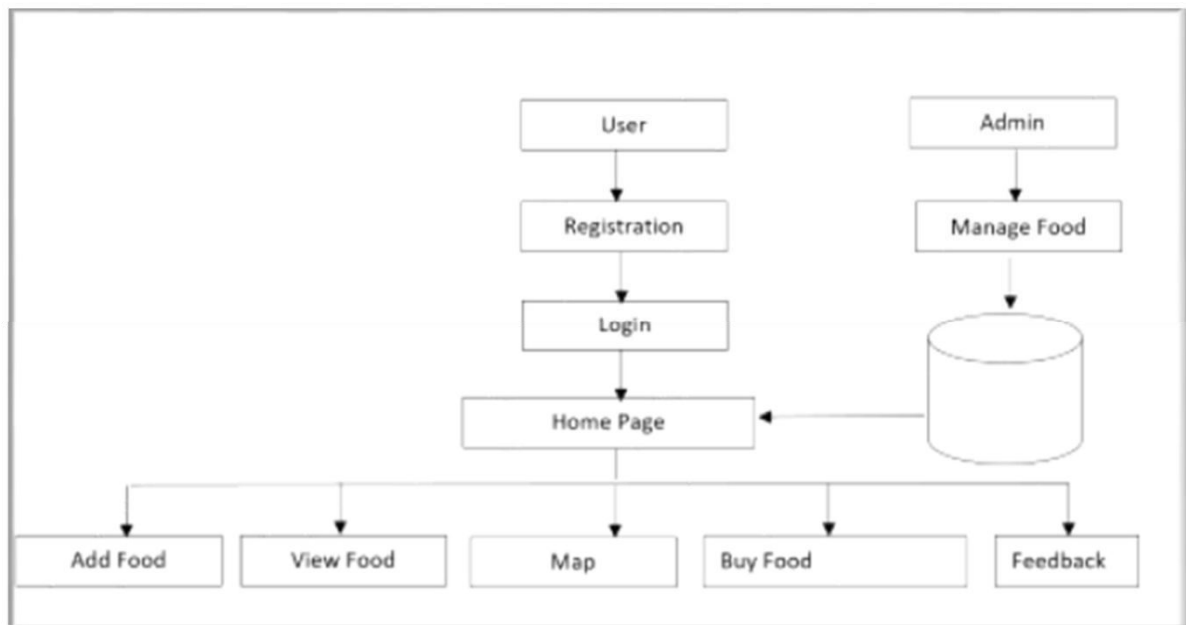 User
Admin
Registration
Manage Food
Login
Home Page
Add Food
View Food
Map
Buy Food
Feedback